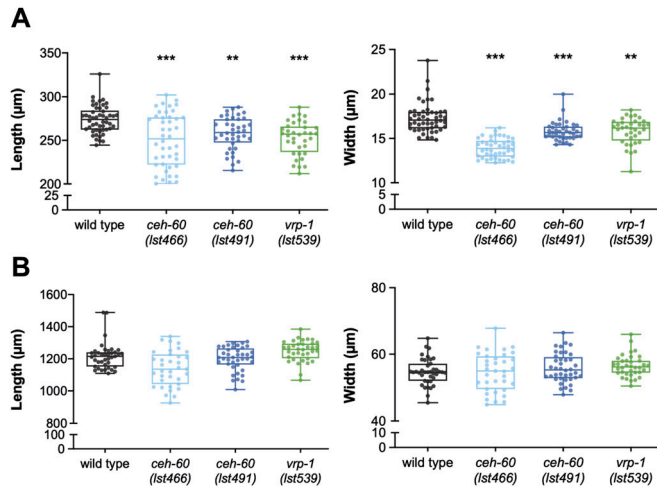 A
Length (µm)
350
300
250
200
25
0
*** ** ***
wild type
ceh-60 (lst466)
ceh-60 (lst491)
vrp-1 (lst539)
Width (µm)
25
20
15
10
5
0
*** *** **
wild type
ceh-60 (lst466)
ceh-60 (lst491)
vrp-1 (lst539)
B
Length (µm)
1600
1400
1200
1000
800
100
0
wild type
ceh-60 (lst466)
ceh-60 (lst491)
vrp-1 (lst539)
Width (µm)
80
60
40
10
0
wild type
ceh-60 (lst466)
ceh-60 (lst491)
vrp-1 (lst539)